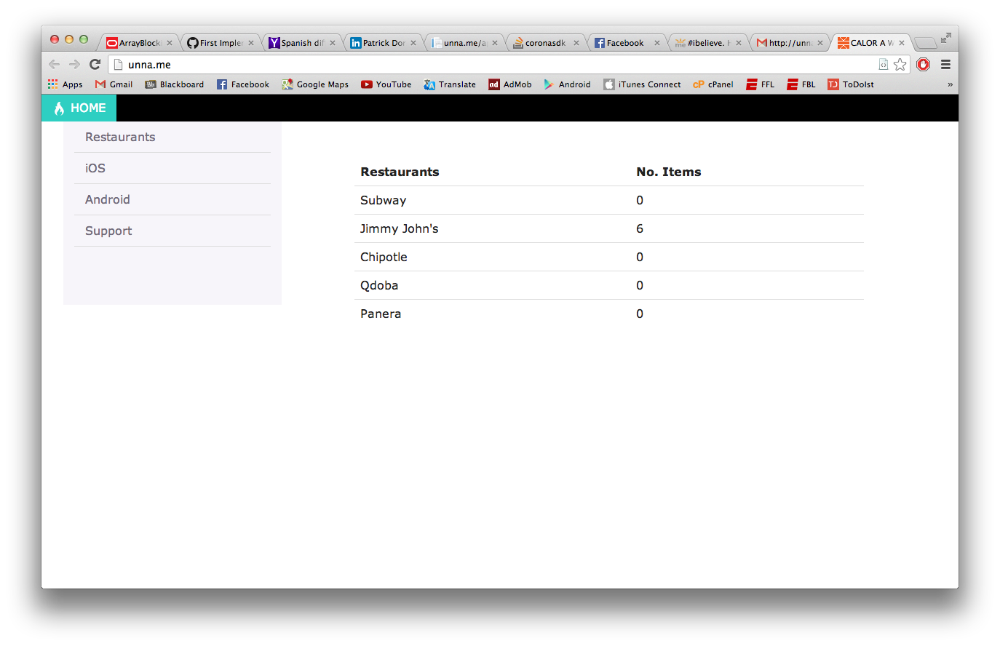 ArrayBlock First Impler Spanish dif Patrick Dor unna.me/a coronasdk Facebook #ibelieve. H http://unn CALOR A W
unna.me
Apps Gmail Blackboard Facebook Google Maps YouTube Translate AdMob Android iTunes Connect cPanel FFL FBL ToDoIst »
HOME
Restaurants
iOS
Android
Support
Restaurants No. Items
Subway 0
Jimmy John's 6
Chipotle 0
Qdoba 0
Panera 0